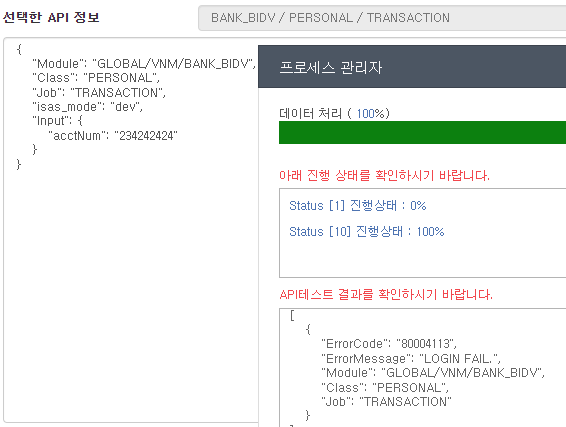 선택한 API 정보
BANK_BIDV / PERSONAL / TRANSACTION
{
"Module": "GLOBAL/VNM/BANK_BIDV",
"Class": "PERSONAL",
"Job": "TRANSACTION",
"isas_mode": "dev",
"Input": {
"acctNum": "234242424"
}
}
프로세스 관리자
데이터 처리 ( 100%)
아래 진행 상태를 확인하시기 바랍니다.
Status [1] 진행상태 : 0%
Status [10] 진행상태 : 100%
API테스트 결과를 확인하시기 바랍니다.
[
{
"ErrorCode": "80004113",
"ErrorMessage": "LOGIN FAIL.",
"Module": "GLOBAL/VNM/BANK_BIDV",
"Class": "PERSONAL",
"Job": "TRANSACTION"
}
]